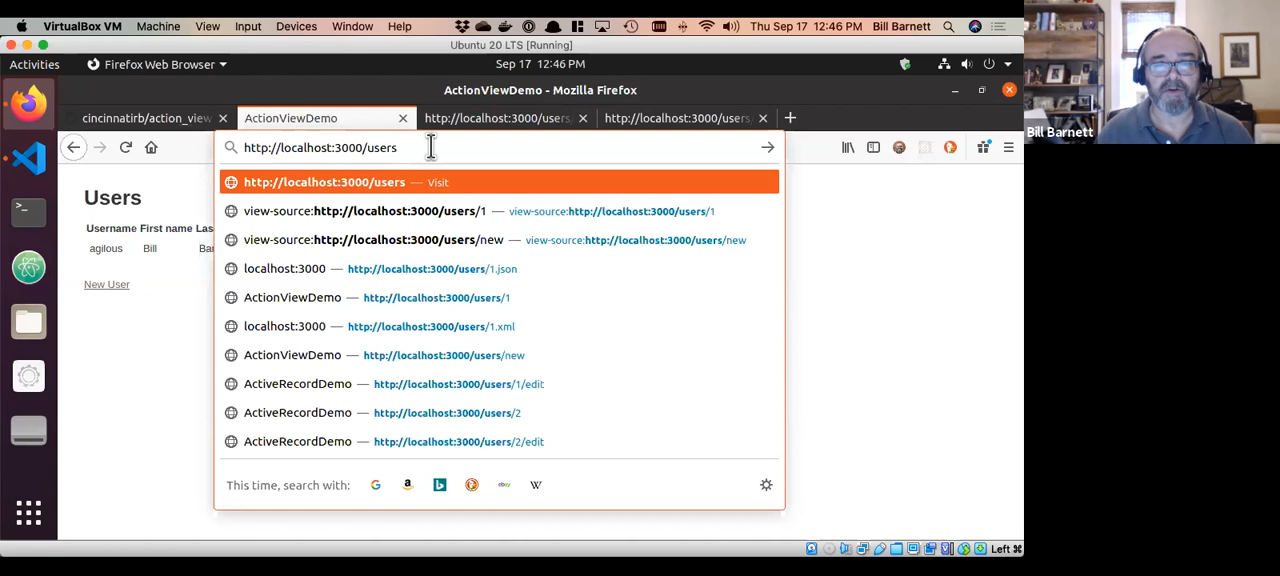 VirtualBox VM Machine View Input Devices Window Help Thu Sep 17 12:46 PM Bill Barnett
Ubuntu 20 LTS [Running]
Activities Firefox Web Browser Sep 17 12:46 PM
ActionViewDemo - Mozilla Firefox
cincinnatirb/action_view ActionViewDemo http://localhost:3000/users/ http://localhost:3000/users/
http://localhost:3000/users
http://localhost:3000/users — Visit
view-source:http://localhost:3000/users/1 — view-source:http://localhost:3000/users/1
view-source:http://localhost:3000/users/new — view-source:http://localhost:3000/users/new
localhost:3000 — http://localhost:3000/users/1.json
ActionViewDemo — http://localhost:3000/users/1
localhost:3000 — http://localhost:3000/users/1.xml
ActionViewDemo — http://localhost:3000/users/new
ActiveRecordDemo — http://localhost:3000/users/1/edit
ActiveRecordDemo — http://localhost:3000/users/2
ActiveRecordDemo — http://localhost:3000/users/2/edit
This time, search with:
Users
Username First name Las
agilous Bill Bar
New User
Left ⌘
Bill Barnett